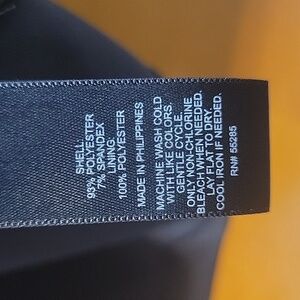 SHELL:
93% POLYESTER
7% SPANDEX
LINING:
100% POLYESTER
MADE IN PHILIPPINES
MACHINE WASH COLD
WITH LIKE COLORS.
GENTLE CYCLE.
ONLY NON-CHLORINE
BLEACH WHEN NEEDED.
LAY FLAT TO DRY
COOL IRON IF NEEDED.
RN# 55285